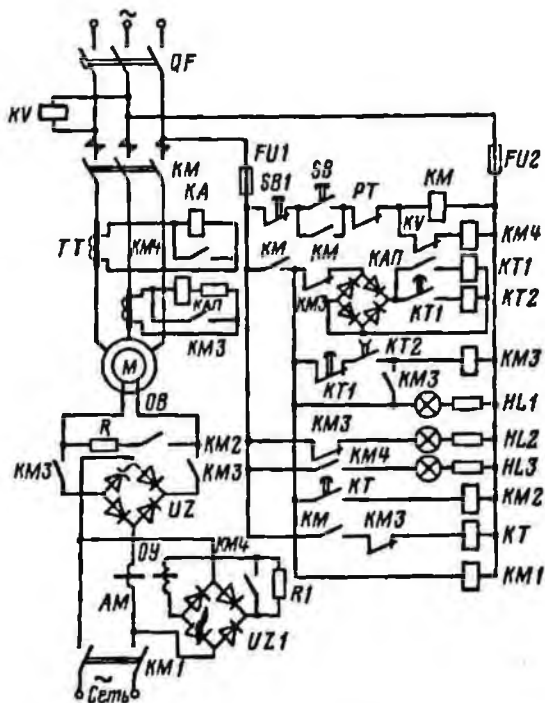 ~
QF
KV
FU1
FU2
KM
KA
SB1
SB
PT
KM
TT
KM4
KV
KM4
KM
KM
КАП
KT1
KM3
KT1
KT2
КАП
KM3
KT2
M
KT1
KM3
KM3
ОВ
HL1
R
KM2
KM3
HL2
KM4
HL3
KM3
KM3
UZ
KT
KM2
KM
KM3
KT
ОУ
KM4
R1
AM
UZ1
KM1
KM1
~
Сеть